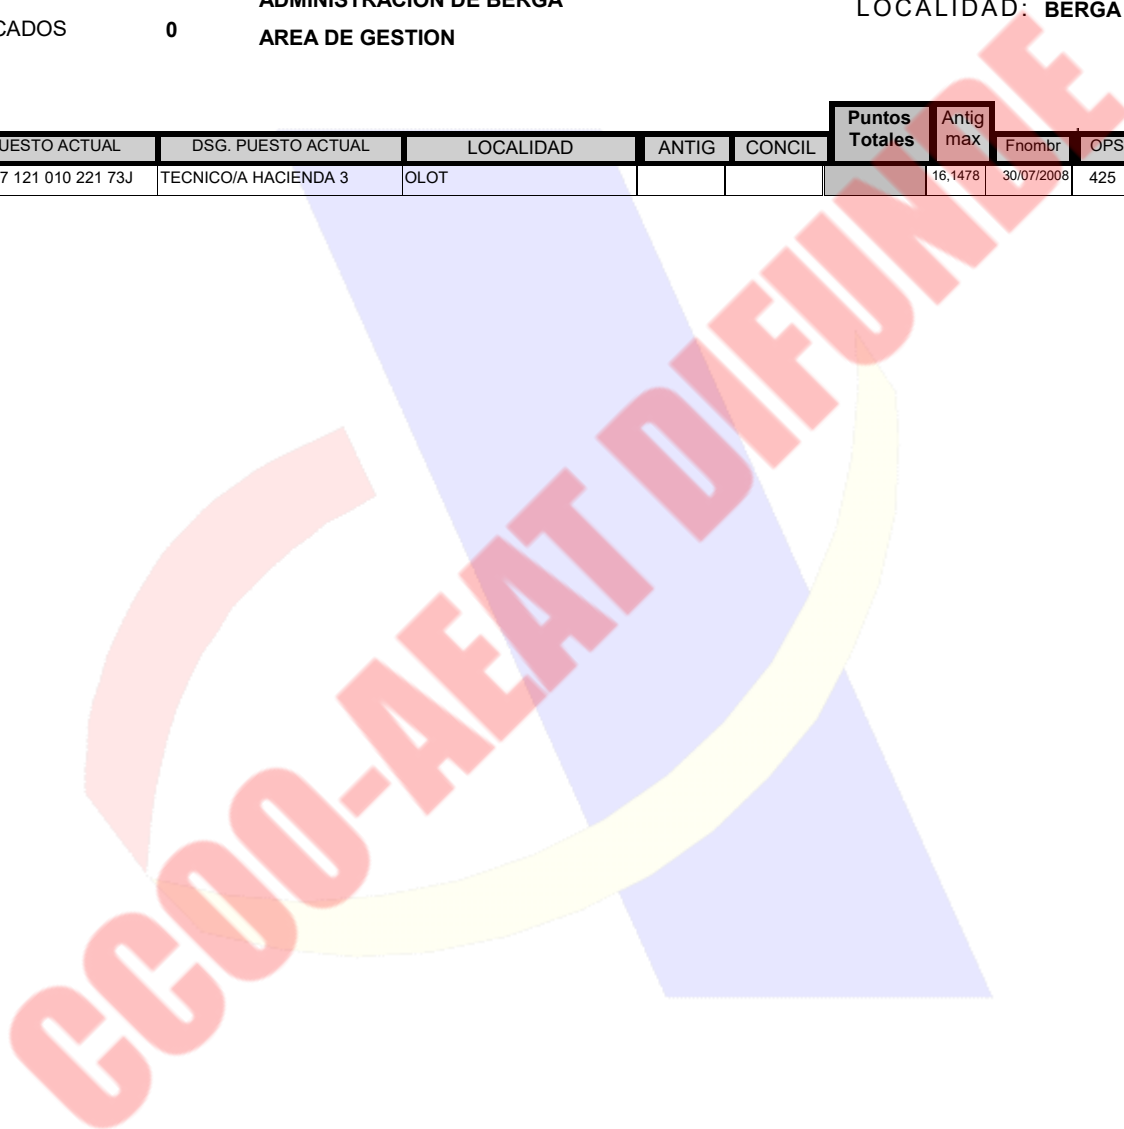 ADMINISTRACION DE BERGA
LOCALIDAD: BERGA
CADOS 0 AREA DE GESTION
UESTO ACTUAL DSG. PUESTO ACTUAL LOCALIDAD ANTIG CONCIL Puntos Totales Antig max Fnombr OPS
7 121 010 221 73J TECNICO/A HACIENDA 3 OLOT 16,1478 30/07/2008 425
CCOO-AEAT DIFUNDE